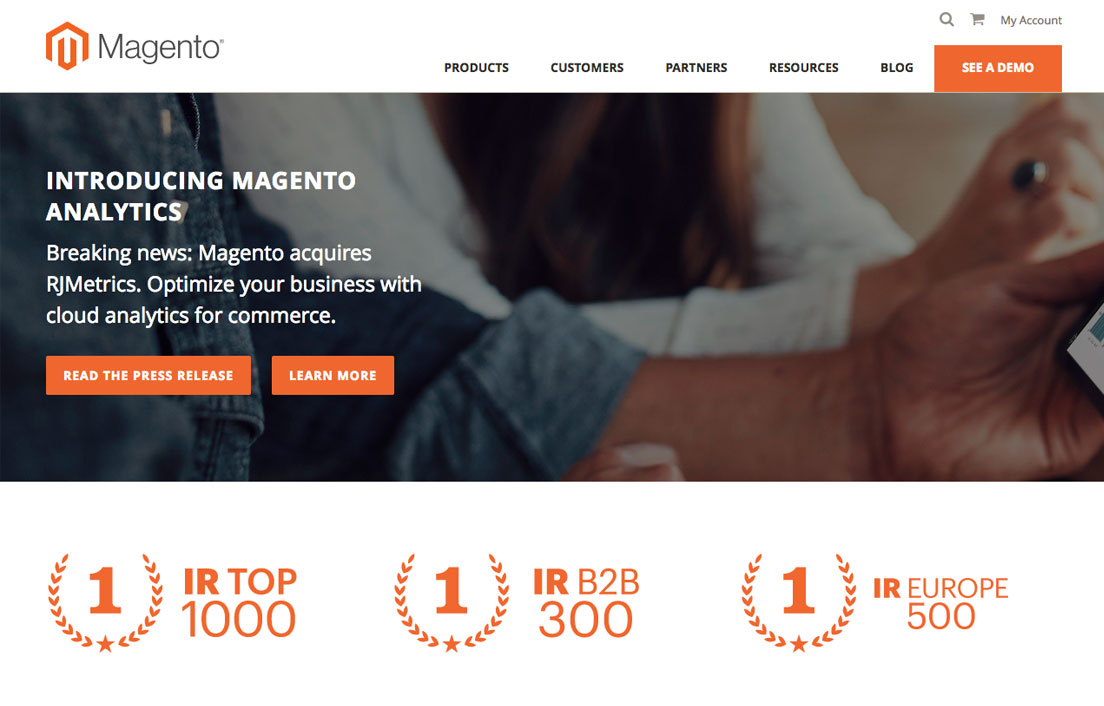 My Account
Magento®
PRODUCTS CUSTOMERS PARTNERS RESOURCES BLOG SEE A DEMO
INTRODUCING MAGENTO
ANALYTICS
Breaking news: Magento acquires
RJMetrics. Optimize your business with
cloud analytics for commerce.
READ THE PRESS RELEASE LEARN MORE
1 IR TOP
1000
1 IR B2B
300
1 IR EUROPE
500